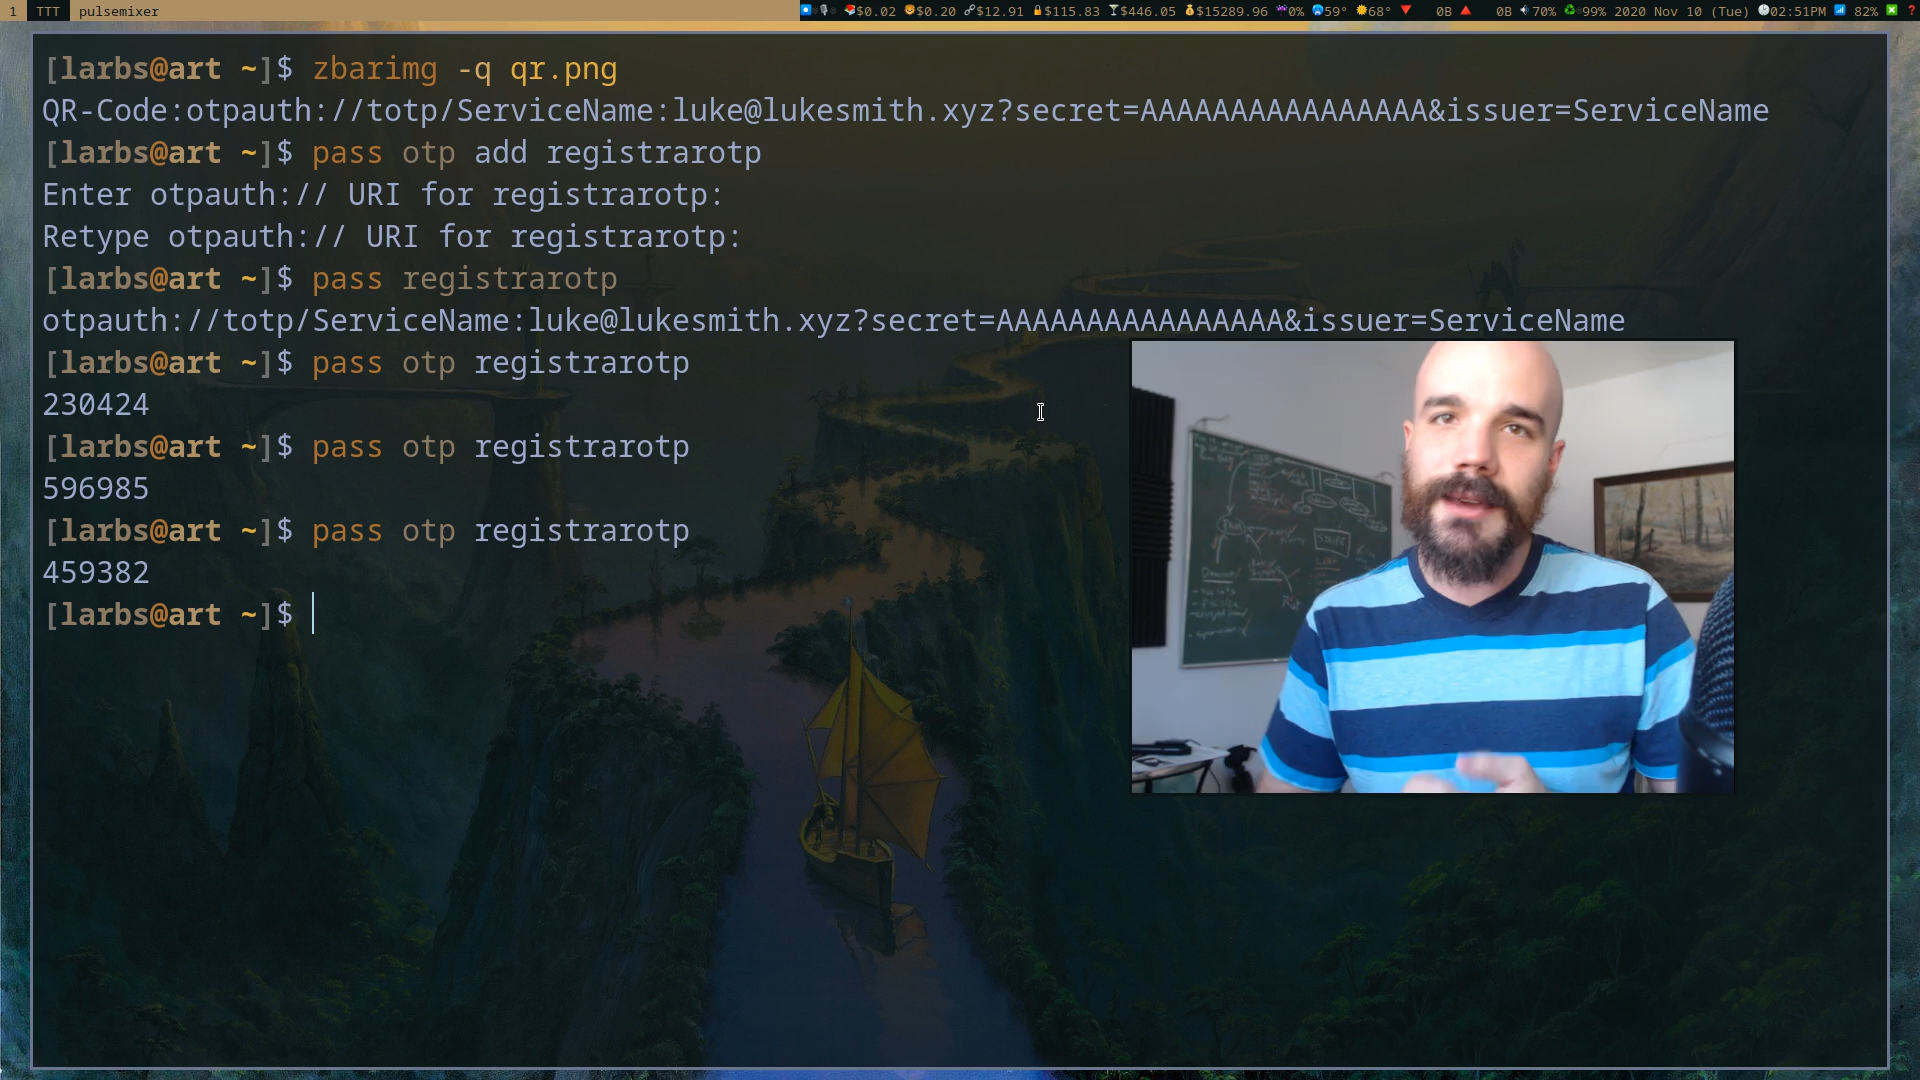 1 TTT pulsemixer $0.02 $0.20 $12.91 $115.83 $446.05 $15289.96 0% 59° 68° 0B 0B 70% 99% 2020 Nov 10 (Tue) 02:51PM 82% ?
[larbs@art ~]$ zbarimg -q qr.png
QR-Code:otpauth://totp/ServiceName:luke@lukesmith.xyz?secret=AAAAAAAAAAAAAAAA&issuer=ServiceName
[larbs@art ~]$ pass otp add registrarotp
Enter otpauth:// URI for registrarotp:
Retype otpauth:// URI for registrarotp:
[larbs@art ~]$ pass registrarotp
otpauth://totp/ServiceName:luke@lukesmith.xyz?secret=AAAAAAAAAAAAAAAA&issuer=ServiceName
[larbs@art ~]$ pass otp registrarotp
230424
[larbs@art ~]$ pass otp registrarotp
596985
[larbs@art ~]$ pass otp registrarotp
459382
[larbs@art ~]$